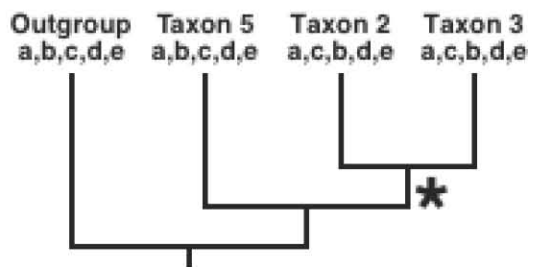 Outgroup Taxon 5 Taxon 2 Taxon 3
a,b,c,d,e a,b,c,d,e a,c,b,d,e a,c,b,d,e
*